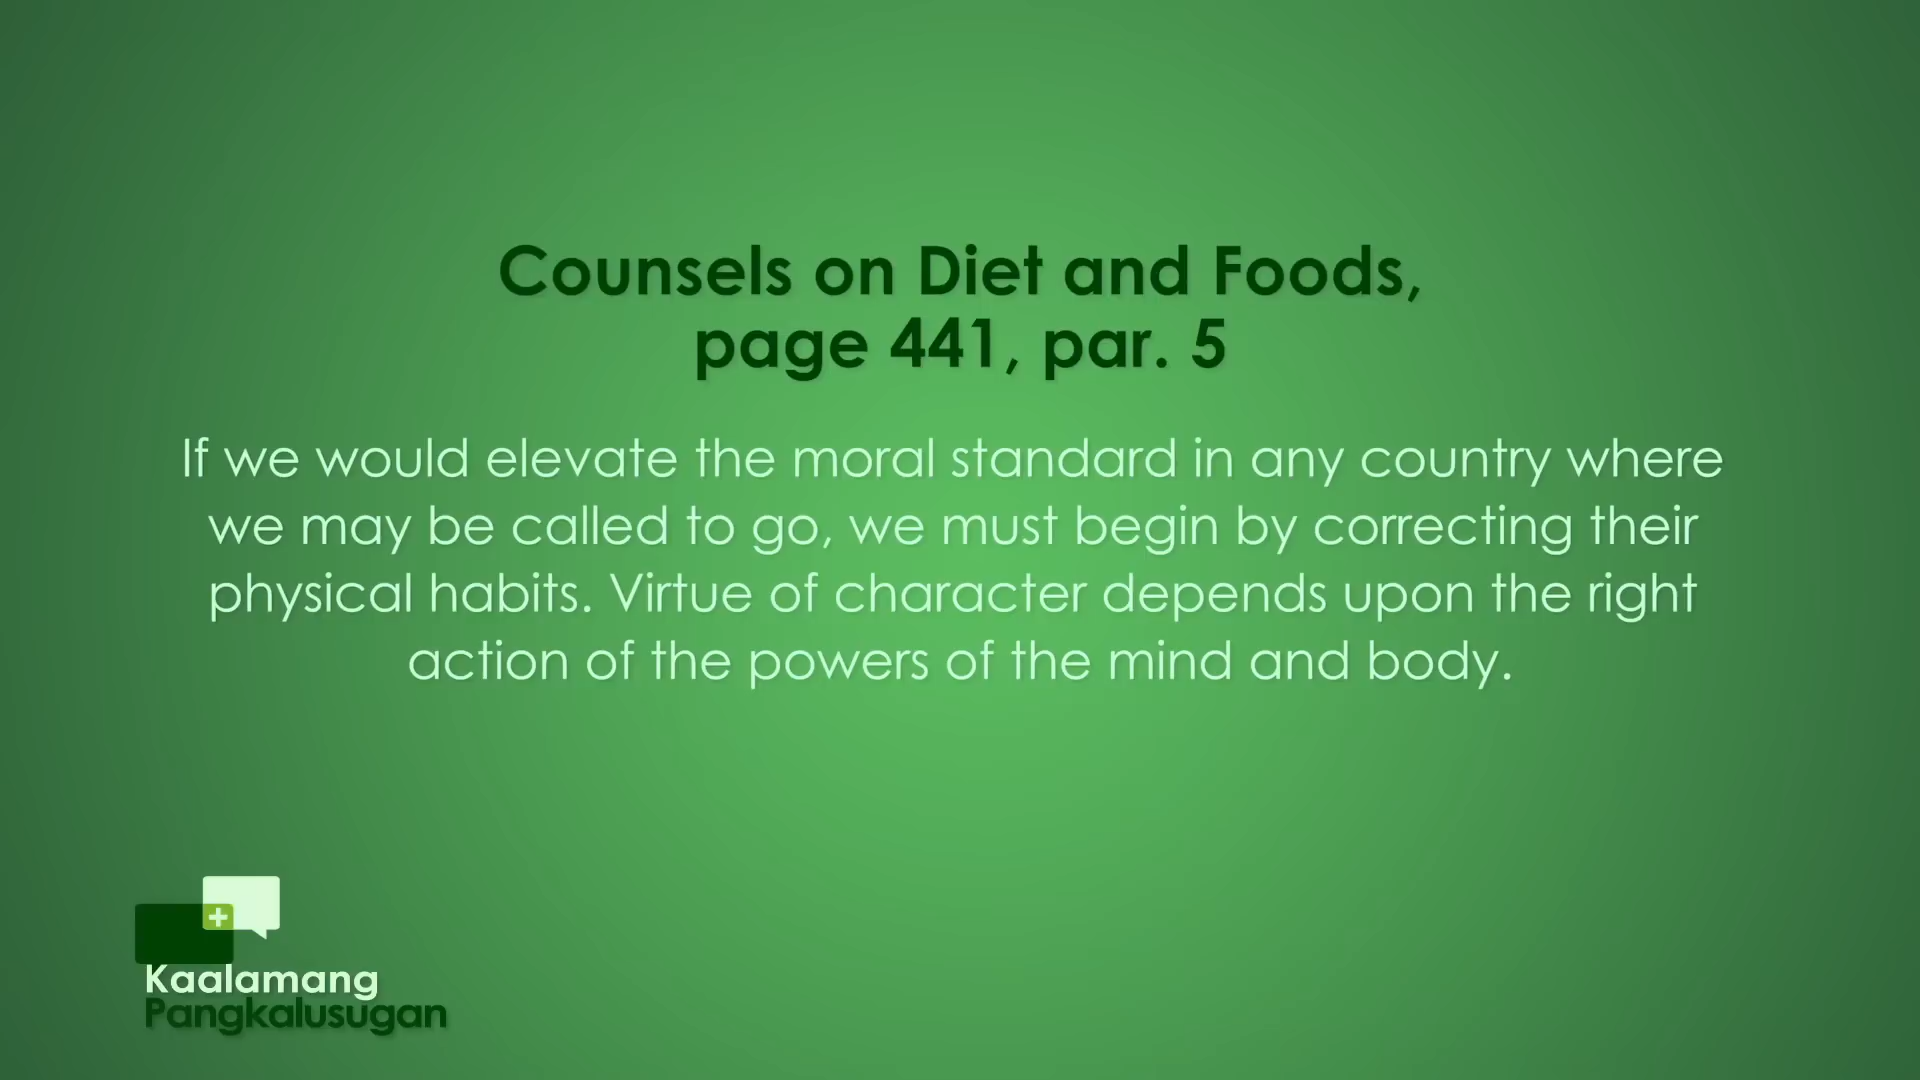 Counsels on Diet and Foods,
page 441, par. 5
If we would elevate the moral standard in any country where
we may be called to go, we must begin by correcting their
physical habits. Virtue of character depends upon the right
action of the powers of the mind and body.
Kaalamang
Pangkalusugan